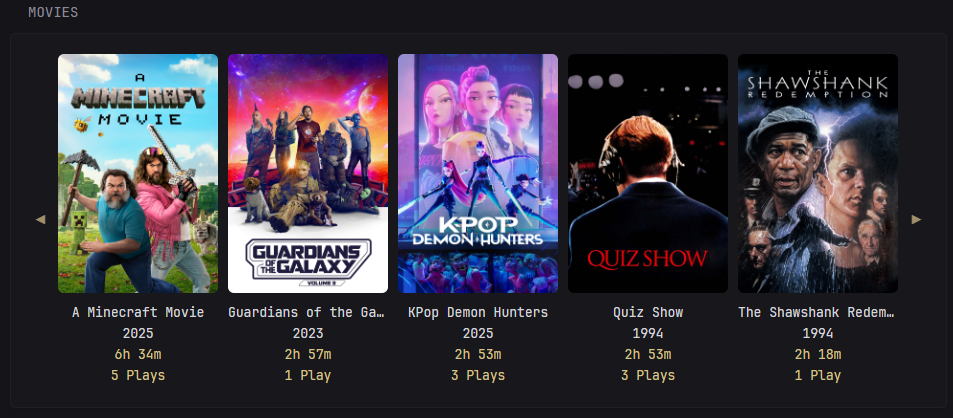 MOVIES
A
MINECRAFT
MOVIE
GUARDIANS
OF THE GALAXY
VOLUME 3
K-POP
DEMON HUNTERS
QUIZ SHOW
THE
SHAWSHANK
REDEMPTION
◄
►
A Minecraft Movie
2025
6h 34m
5 Plays
Guardians of the Ga…
2023
2h 57m
1 Play
KPop Demon Hunters
2025
2h 53m
3 Plays
Quiz Show
1994
2h 53m
3 Plays
The Shawshank Redem…
1994
2h 18m
1 Play